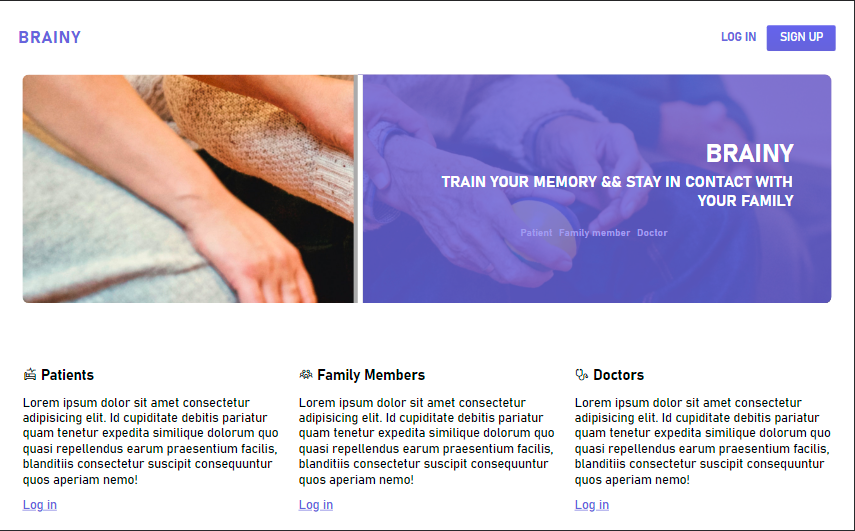 BRAINY
LOG IN
SIGN UP
BRAINY
TRAIN YOUR MEMORY && STAY IN CONTACT WITH
YOUR FAMILY
Patient Family member Doctor
Patients
Lorem ipsum dolor sit amet consectetur
adipisicing elit. Id cupiditate debitis pariatur
quam tenetur expedita similique dolorum quo
quasi repellendus earum praesentium facilis,
blanditiis consectetur suscipit consequuntur
quos aperiam nemo!
Log in
Family Members
Lorem ipsum dolor sit amet consectetur
adipisicing elit. Id cupiditate debitis pariatur
quam tenetur expedita similique dolorum quo
quasi repellendus earum praesentium facilis,
blanditiis consectetur suscipit consequuntur
quos aperiam nemo!
Log in
Doctors
Lorem ipsum dolor sit amet consectetur
adipisicing elit. Id cupiditate debitis pariatur
quam tenetur expedita similique dolorum quo
quasi repellendus earum praesentium facilis,
blanditiis consectetur suscipit consequuntur
quos aperiam nemo!
Log in